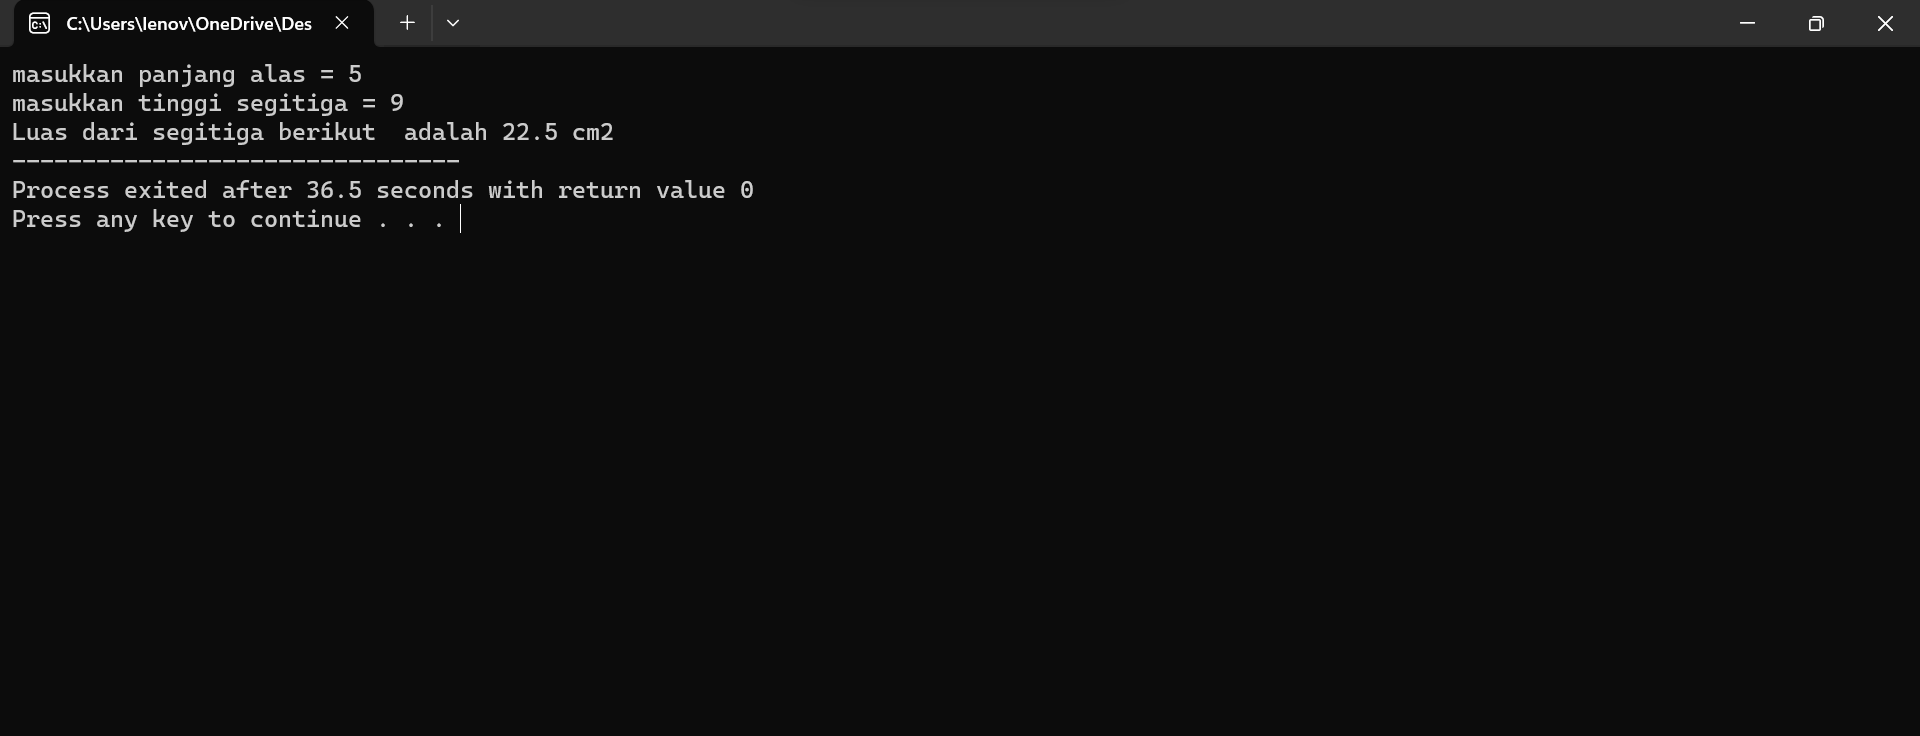 C:\Users\lenov\OneDrive\Des
masukkan panjang alas = 5
masukkan tinggi segitiga = 9
Luas dari segitiga berikut  adalah 22.5 cm2
--------------------------------
Process exited after 36.5 seconds with return value 0
Press any key to continue . . .